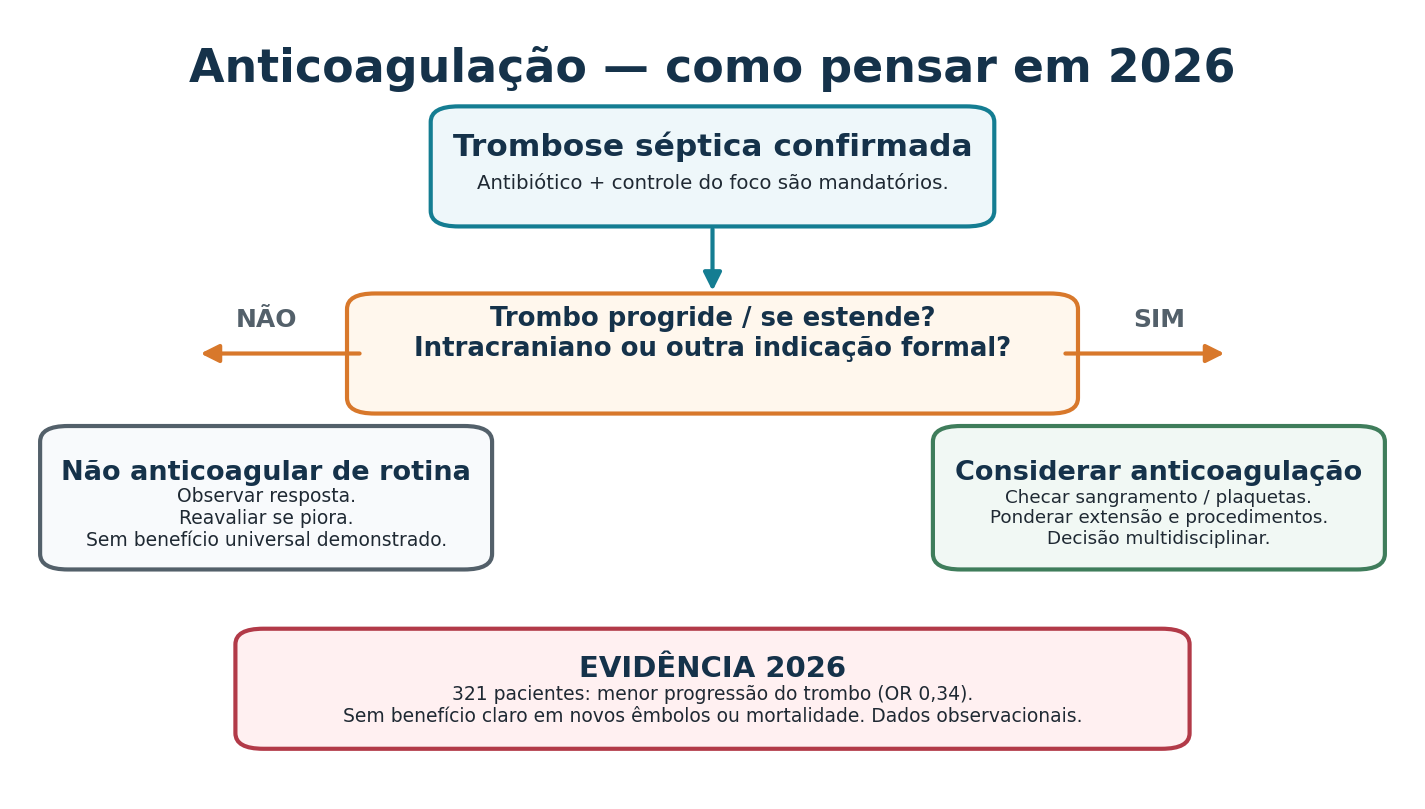 Anticoagulação — como pensar em 2026
Trombose séptica confirmada
Antibiótico + controle do foco são mandatórios.
Trombo progride / se estende?
Intracraniano ou outra indicação formal?
NÃO
SIM
Não anticoagular de rotina
Observar resposta.
Reavaliar se piora.
Sem benefício universal demonstrado.
Considerar anticoagulação
Checar sangramento / plaquetas.
Ponderar extensão e procedimentos.
Decisão multidisciplinar.
EVIDÊNCIA 2026
321 pacientes: menor progressão do trombo (OR 0,34).
Sem benefício claro em novos êmbolos ou mortalidade. Dados observacionais.